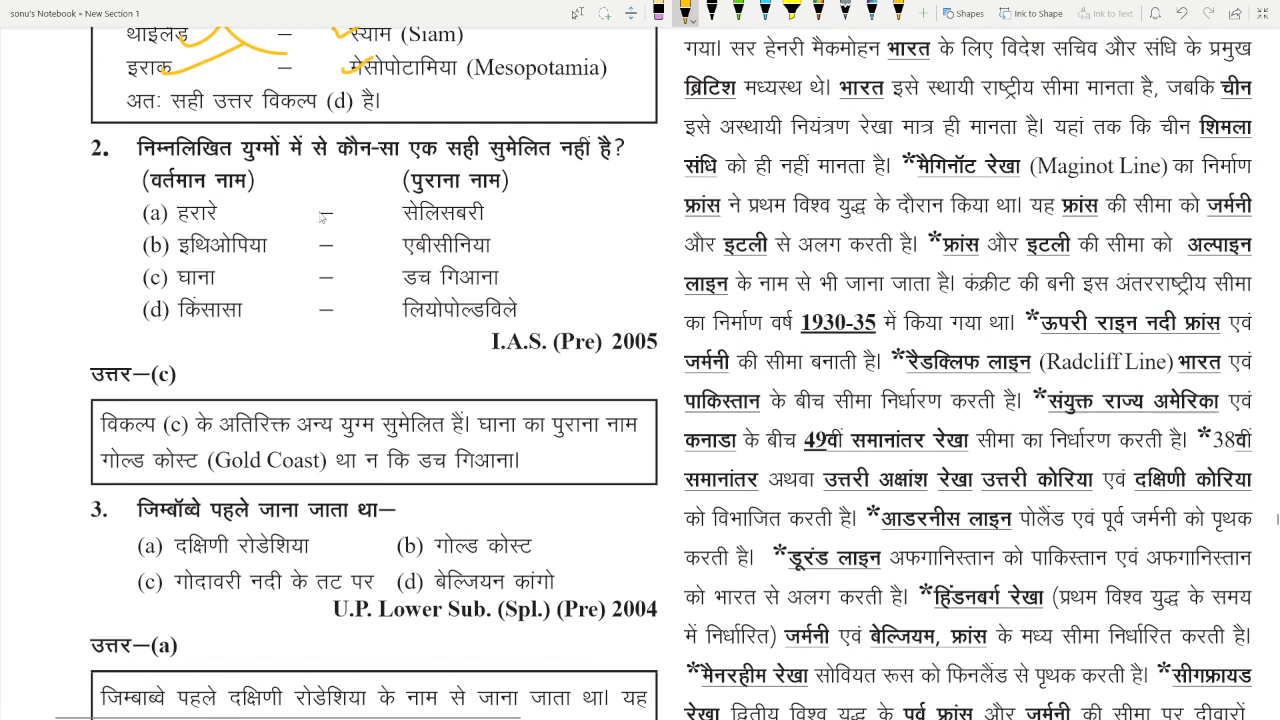 sonu's Notebook » New Section 1
Shapes
Ink to Shape
Ink to Text
थाइलैंड – स्याम (Siam)
इराक – मेसोपोटामिया (Mesopotamia)
अतः सही उत्तर विकल्प (d) है।
2. निम्नलिखित युग्मों में से कौन-सा एक सही सुमेलित नहीं है?
(वर्तमान नाम) (पुराना नाम)
(a) हरारे – सेलिसबरी
(b) इथिओपिया – एबीसीनिया
(c) घाना – डच गिआना
(d) किंसासा – लियोपोल्डविले
I.A.S. (Pre) 2005
उत्तर–(c)
विकल्प (c) के अतिरिक्त अन्य युग्म सुमेलित हैं। घाना का पुराना नाम
गोल्ड कोस्ट (Gold Coast) था न कि डच गिआना।
3. जिम्बॉब्वे पहले जाना जाता था–
(a) दक्षिणी रोडेशिया (b) गोल्ड कोस्ट
(c) गोदावरी नदी के तट पर (d) बेल्जियन कांगो
U.P. Lower Sub. (Spl.) (Pre) 2004
उत्तर–(a)
जिम्बाब्वे पहले दक्षिणी रोडेशिया के नाम से जाना जाता था। यह
गया। सर हेनरी मैकमोहन भारत के लिए विदेश सचिव और संधि के प्रमुख
ब्रिटिश मध्यस्थ थे। भारत इसे स्थायी राष्ट्रीय सीमा मानता है, जबकि चीन
इसे अस्थायी नियंत्रण रेखा मात्र ही मानता है। यहां तक कि चीन शिमला
संधि को ही नहीं मानता है। *मैगिनॉट रेखा (Maginot Line) का निर्माण
फ्रांस ने प्रथम विश्व युद्ध के दौरान किया था। यह फ्रांस की सीमा को जर्मनी
और इटली से अलग करती है। *फ्रांस और इटली की सीमा को अल्पाइन
लाइन के नाम से भी जाना जाता है। कंक्रीट की बनी इस अंतरराष्ट्रीय सीमा
का निर्माण वर्ष 1930-35 में किया गया था। *ऊपरी राइन नदी फ्रांस एवं
जर्मनी की सीमा बनाती है। *रैडक्लिफ लाइन (Radcliff Line) भारत एवं
पाकिस्तान के बीच सीमा निर्धारण करती है। *संयुक्त राज्य अमेरिका एवं
कनाडा के बीच 49वीं समानांतर रेखा सीमा का निर्धारण करती है। *38वीं
समानांतर अथवा उत्तरी अक्षांश रेखा उत्तरी कोरिया एवं दक्षिणी कोरिया
को विभाजित करती है। *आडरनीस लाइन पोलैंड एवं पूर्व जर्मनी को पृथक
करती है। *डूरंड लाइन अफगानिस्तान को पाकिस्तान एवं अफगानिस्तान
को भारत से अलग करती है। *हिंडनबर्ग रेखा (प्रथम विश्व युद्ध के समय
में निर्धारित) जर्मनी एवं बेल्जियम, फ्रांस के मध्य सीमा निर्धारित करती है।
*मैनरहीम रेखा सोवियत रूस को फिनलैंड से पृथक करती है। *सीगफ्रायड
रेखा द्वितीय विश्व युद्ध के पूर्व फ्रांस और जर्मनी की सीमा पर दीवारों,